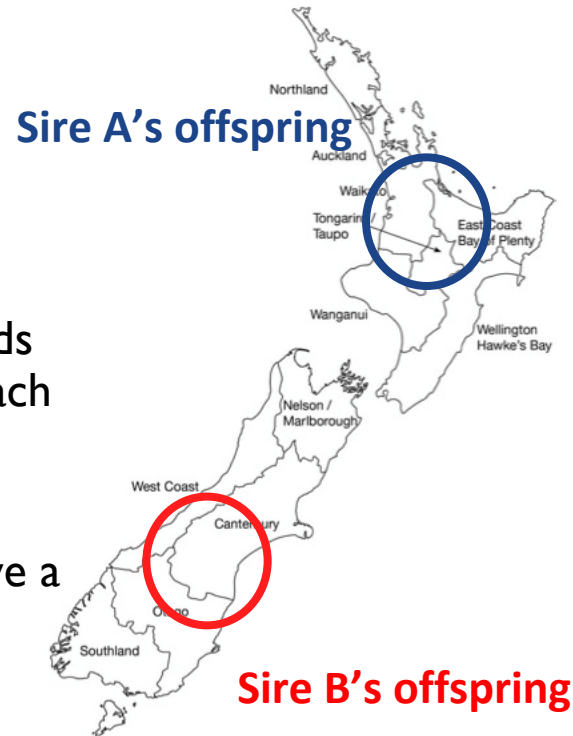 Northland
Sire A's offspring
Auckland
Waikato
Tongariro /
Taupo
East Coast
Bay of Plenty
Wanganui
Wellington
Hawke's Bay
ds
ach
Nelson /
Marlborough
West Coast
Canterbury
ve a
Otago
Southland
Sire B's offspring